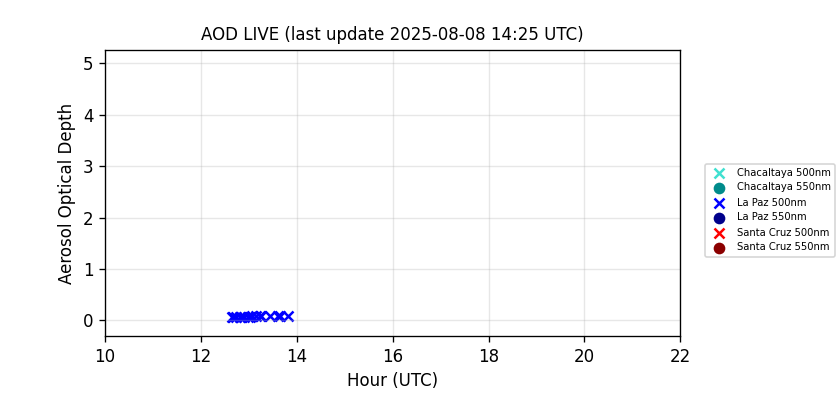 AOD LIVE (last update 2025-08-08 14:25 UTC)
Aerosol Optical Depth
5
4
3
2
1
0
10 12 14 16 18 20 22
Hour (UTC)
Chacaltaya 500nm
Chacaltaya 550nm
La Paz 500nm
La Paz 550nm
Santa Cruz 500nm
Santa Cruz 550nm